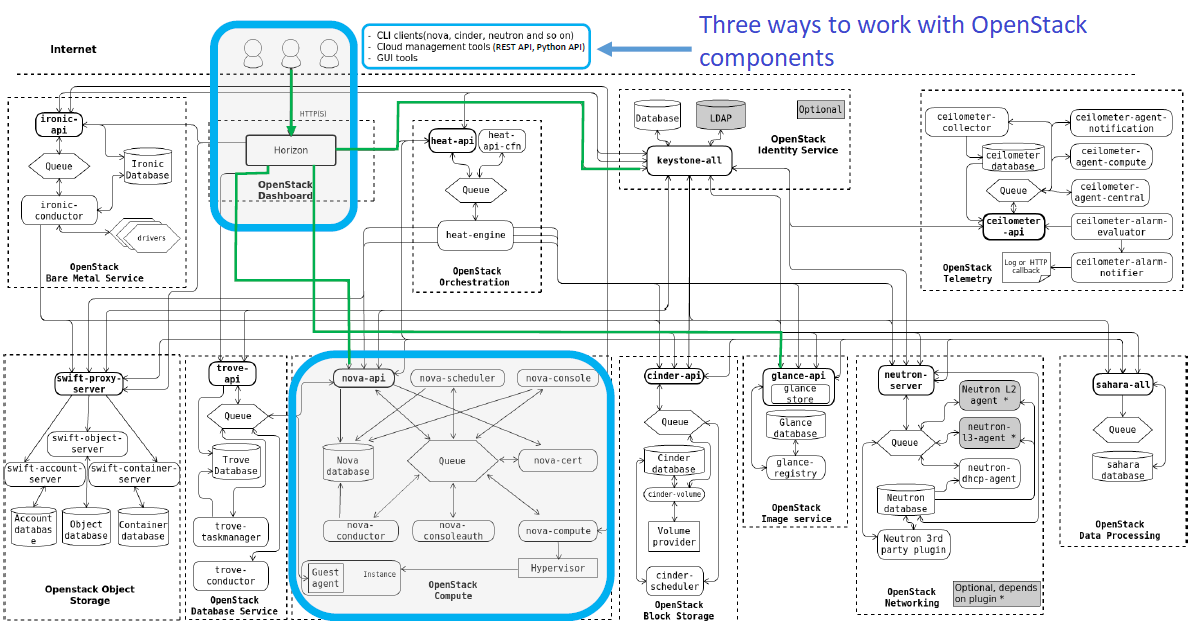 Three ways to work with OpenStack
components
- CLI clients(nova, cinder, neutron and so on)
- Cloud management tools (REST API, Python API)
- GUI tools
Internet
HTTP(S)
Horizon
OpenStack
Dashboard
ironic-
api
Queue
Ironic
Database
ironic-
conductor
drivers
OpenStack
Bare Metal Service
heat-api
heat-
api-cfn
Queue
heat-engine
OpenStack
Orchestration
Database
LDAP
Optional
OpenStack
Identity Service
keystone-all
ceilometer-
collector
ceilometer-agent-
notification
ceilometer
database
ceilometer-
agent-compute
Queue
ceilometer-
agent-central
ceilometer
-api
ceilometer-alarm-
evaluator
Log or HTTP
callback
ceilometer-alarm-
notifier
OpenStack
Telemetry
swift-proxy-
server
swift-object-
server
swift-account-
server
swift-container-
server
Account
databas
e
Object
database
Container
database
Openstack Object
Storage
trove-
api
Queue
Trove
Database
trove-
taskmanager
trove-
conductor
OpenStack
Database Service
nova-api
nova-scheduler
nova-console
Nova
database
Queue
nova-cert
nova-
conductor
nova-
consoleauth
nova-compute
Guest
agent
Instance
Hypervisor
OpenStack
Compute
cinder-api
Queue
Cinder
database
cinder-volume
Volume
provider
cinder-
scheduler
OpenStack
Block Storage
glance-api
glance
store
Glance
database
glance-
registry
OpenStack
Image service
neutron-
server
Neutron L2
agent *
neutron-
l3-agent *
Queue
neutron-
dhcp-agent
Neutron
database
Neutron 3rd
party plugin
OpenStack
Networking
Optional, depends
on plugin *
sahara-all
Queue
sahara
database
OpenStack
Data Processing